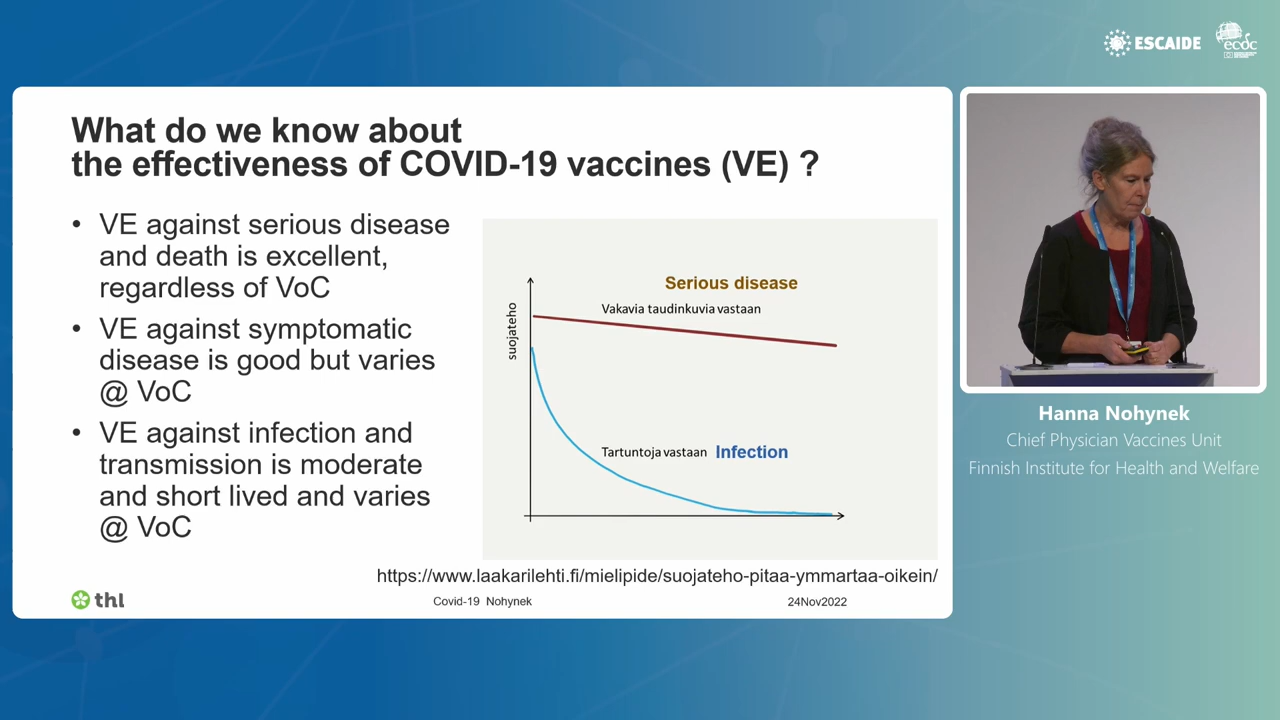 ESCAIDE
ecdc
What do we know about
the effectiveness of COVID-19 vaccines (VE) ?
• VE against serious disease
and death is excellent,
regardless of VoC
• VE against symptomatic
disease is good but varies
@ VoC
• VE against infection and
transmission is moderate
and short lived and varies
@ VoC
Serious disease
Vakavia taudinkuvia vastaan
suojateho
Tartuntoja vastaan Infection
https://www.laakarilehti.fi/mielipide/suojateho-pitaa-ymmartaa-oikein/
thl
Covid-19 Nohynek
24Nov2022
Hanna Nohynek
Chief Physician Vaccines Unit
Finnish Institute for Health and Welfare